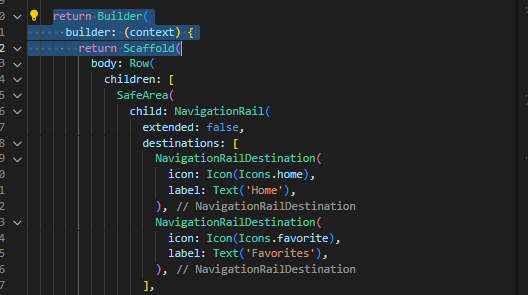 0 return Builder(
1 builder: (context) {
2 return Scaffold(
3 body: Row(
4 children: [
5 SafeArea(
6 child: NavigationRail(
7 extended: false,
8 destinations: [
9 NavigationRailDestination(
0 icon: Icon(Icons.home),
1 label: Text('Home'),
2 ), // NavigationRailDestination
3 NavigationRailDestination(
4 icon: Icon(Icons.favorite),
5 label: Text('Favorites'),
6 ), // NavigationRailDestination
7 ],